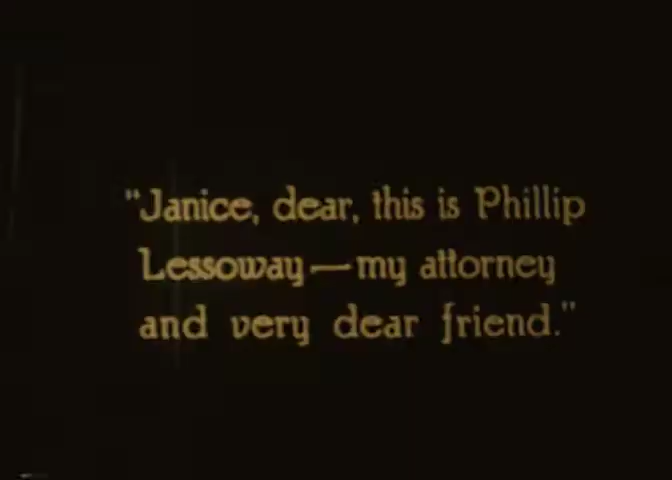 "Janice, dear, this is Phillip
Lessoway—my attorney
and very dear friend."